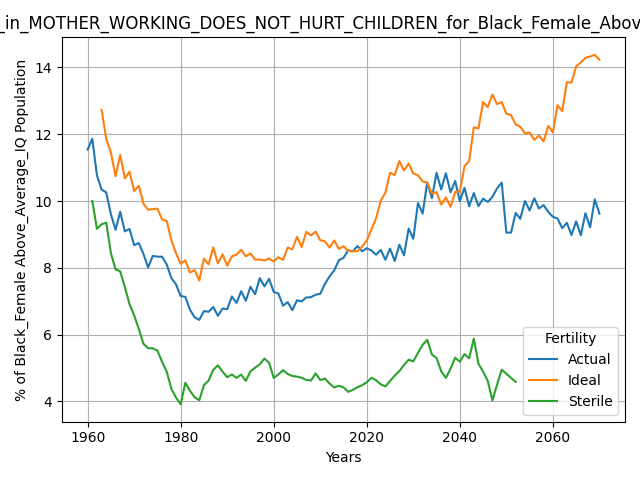 _in_MOTHER_WORKING_DOES_NOT_HURT_CHILDREN_for_Black_Female_Abov
% of Black_Female Above_Average_IQ Population
14
12
10
8
6
4
1960 1980 2000 2020 2040 2060
Years
Fertility
Actual
Ideal
Sterile